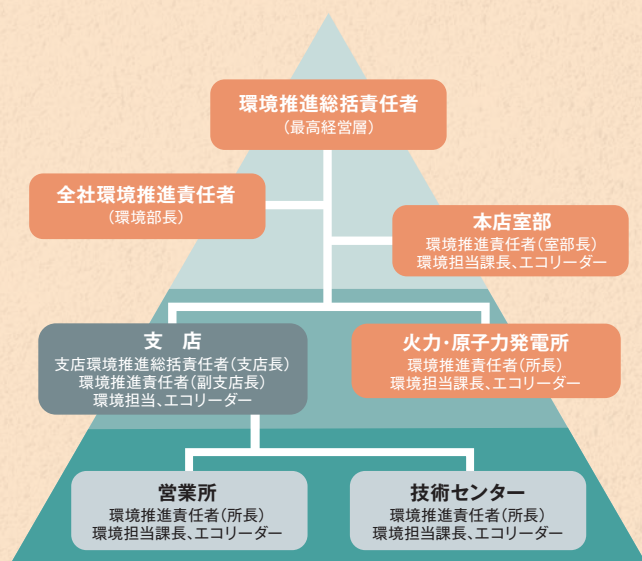 環境推進総括責任者
(最高経営層)
全社環境推進責任者
(環境部長)
本店室部
環境推進責任者(室部長)
環境担当課長、エコリーダー
支　店
支店環境推進総括責任者(支店長)
環境推進責任者(副支店長)
環境担当、エコリーダー
火力・原子力発電所
環境推進責任者(所長)
環境担当課長、エコリーダー
営業所
環境推進責任者(所長)
環境担当課長、エコリーダー
技術センター
環境推進責任者(所長)
環境担当課長、エコリーダー